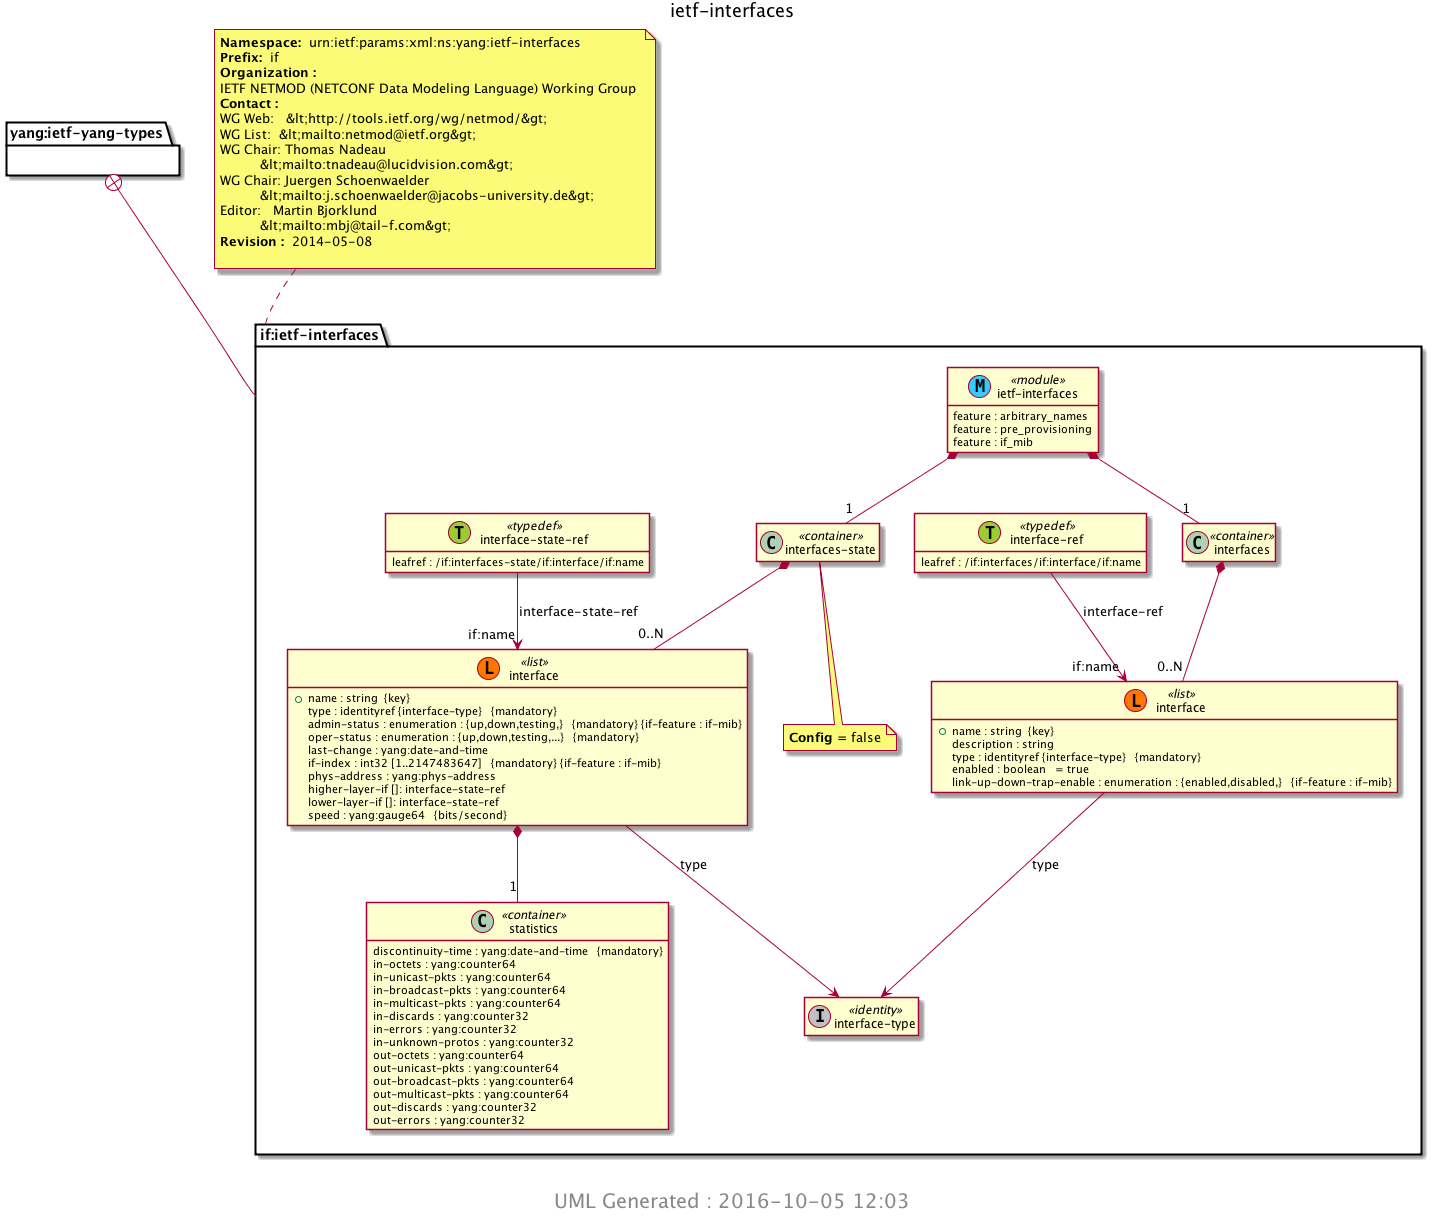 ietf-interfaces
Namespace: urn:ietf:params:xml:ns:yang:ietf-interfaces
Prefix: if
Organization :
IETF NETMOD (NETCONF Data Modeling Language) Working Group
Contact :
WG Web: &lt;http://tools.ietf.org/wg/netmod/&gt;
WG List: &lt;mailto:netmod@ietf.org&gt;
WG Chair: Thomas Nadeau
&lt;mailto:tnadeau@lucidvision.com&gt;
WG Chair: Juergen Schoenwaelder
&lt;mailto:j.schoenwaelder@jacobs-university.de&gt;
Editor: Martin Bjorklund
&lt;mailto:mbj@tail-f.com&gt;
Revision : 2014-05-08
yang:ietf-yang-types
if:ietf-interfaces
M
«module»
ietf-interfaces
feature : arbitrary_names
feature : pre_provisioning
feature : if_mib
1
1
T
«typedef»
interface-state-ref
leafref : /if:interfaces-state/if:interface/if:name
C
«container»
interfaces-state
T
«typedef»
interface-ref
leafref : /if:interfaces/if:interface/if:name
C
«container»
interfaces
interface-state-ref
if:name
0..N
interface-ref
if:name
0..N
L
«list»
interface
name : string {key}
type : identityref {interface-type} {mandatory}
admin-status : enumeration : {up,down,testing,} {mandatory} {if-feature : if-mib}
oper-status : enumeration : {up,down,testing,...} {mandatory}
last-change : yang:date-and-time
if-index : int32 [1..2147483647] {mandatory} {if-feature : if-mib}
phys-address : yang:phys-address
higher-layer-if []: interface-state-ref
lower-layer-if []: interface-state-ref
speed : yang:gauge64 {bits/second}
Config = false
L
«list»
interface
name : string {key}
description : string
type : identityref {interface-type} {mandatory}
enabled : boolean = true
link-up-down-trap-enable : enumeration : {enabled,disabled,} {if-feature : if-mib}
1
type
type
C
«container»
statistics
discontinuity-time : yang:date-and-time {mandatory}
in-octets : yang:counter64
in-unicast-pkts : yang:counter64
in-broadcast-pkts : yang:counter64
in-multicast-pkts : yang:counter64
in-discards : yang:counter32
in-errors : yang:counter32
in-unknown-protos : yang:counter32
out-octets : yang:counter64
out-unicast-pkts : yang:counter64
out-broadcast-pkts : yang:counter64
out-multicast-pkts : yang:counter64
out-discards : yang:counter32
out-errors : yang:counter32
I
«identity»
interface-type
UML Generated : 2016-10-05 12:03